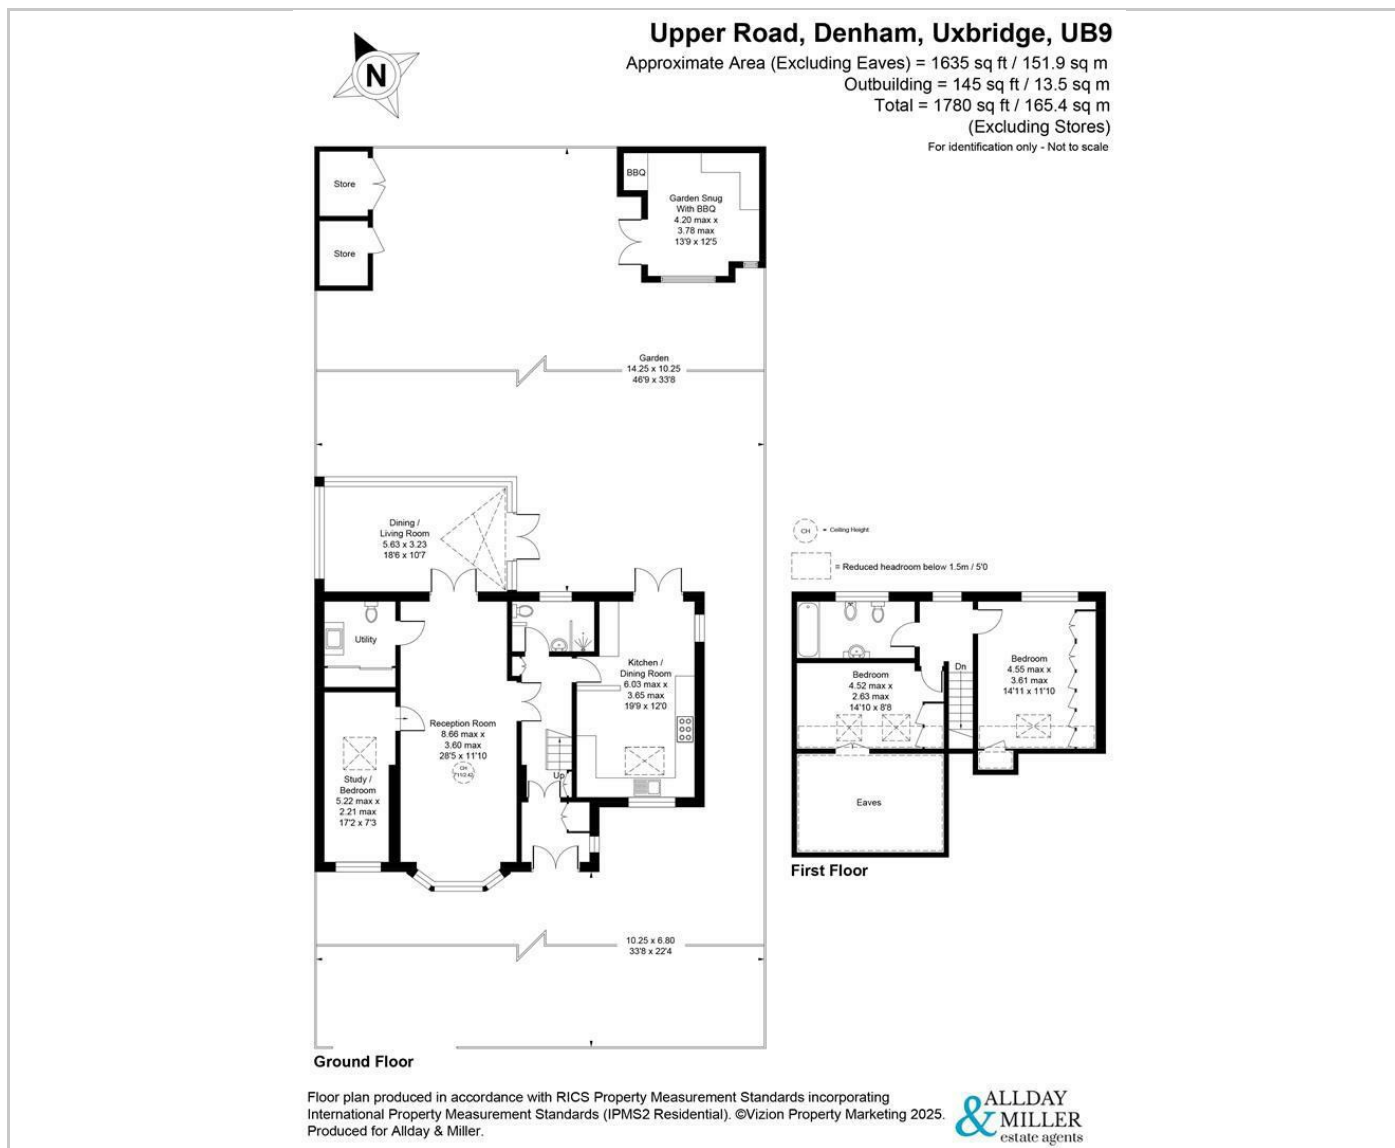 Upper Road, Denham, Uxbridge, UB9
Approximate Area (Excluding Eaves) = 1635 sq ft / 151.9 sq m
Outbuilding = 145 sq ft / 13.5 sq m
Total = 1780 sq ft / 165.4 sq m
(Excluding Stores)
For identification only - Not to scale
N
Store
Store
BBQ
Garden Snug
With BBQ
4.20 max x
3.78 max
13'9 x 12'5
Garden
14.25 x 10.25
46'9 x 33'8
Dining /
Living Room
5.63 x 3.23
18'6 x 10'7
Utility
Kitchen /
Dining Room
6.03 max x
3.65 max
19'9 x 12'0
Reception Room
8.66 max x
3.60 max
28'5 x 11'10
CH
Up
Study /
Bedroom
5.22 max x
2.21 max
17'2 x 7'3
10.25 x 6.80
33'8 x 22'4
Ground Floor
CH = Ceiling Height
= Reduced headroom below 1.5m / 5'0
Bedroom
4.52 max x
2.63 max
14'10 x 8'8
Dn
Bedroom
4.55 max x
3.61 max
14'11 x 11'10
Eaves
First Floor
Floor plan produced in accordance with RICS Property Measurement Standards incorporating
International Property Measurement Standards (IPMS2 Residential). ©Vizion Property Marketing 2025.
Produced for Allday & Miller.
ALLDAY
& MILLER
estate agents